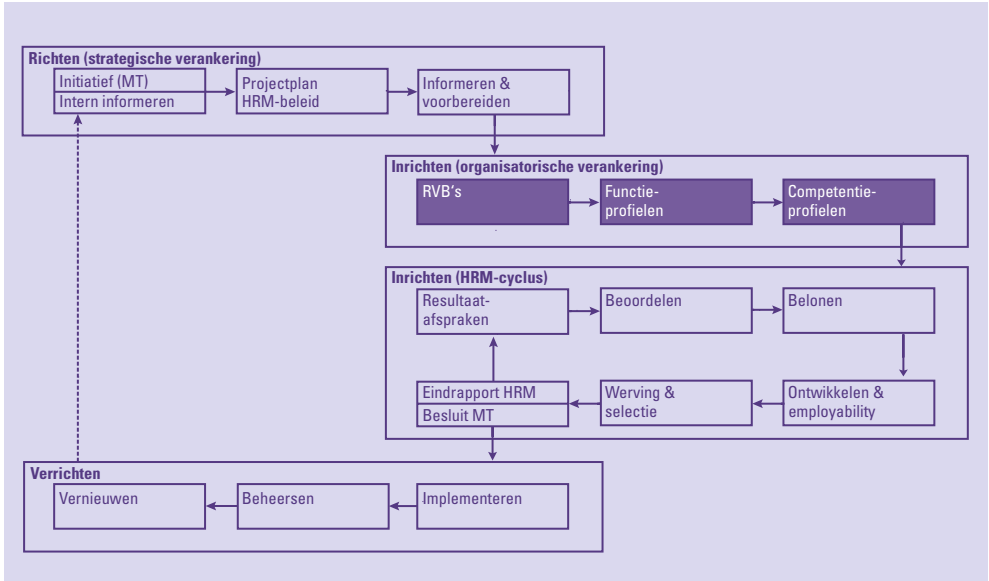 Richten (strategische verankering)
Initiatief (MT)
Intern informeren
Projectplan
HRM-beleid
Informeren &
voorbereiden
Inrichten (organisatorische verankering)
RVB's
Functie-
profielen
Competentie-
profielen
Inrichten (HRM-cyclus)
Resultaat-
afspraken
Beoordelen
Belonen
Eindrapport HRM
Besluit MT
Werving &
selectie
Ontwikkelen &
employability
Verrichten
Vernieuwen
Beheersen
Implementeren